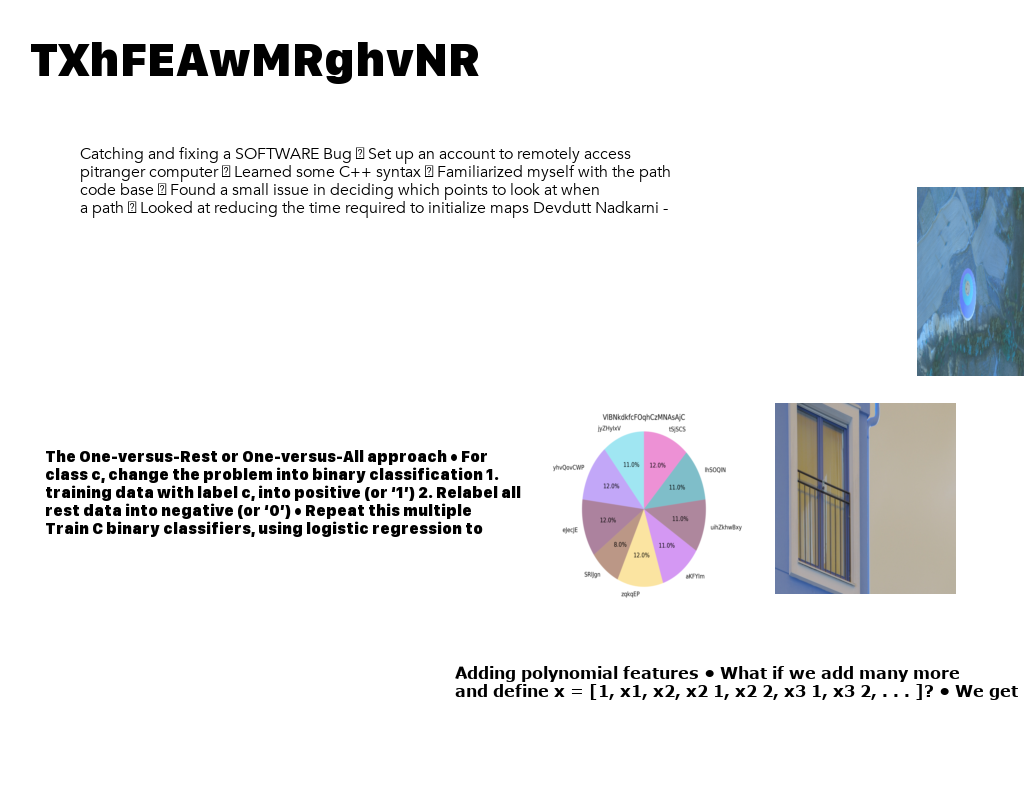 TXhFEAwMRghvNR
Catching and fixing a SOFTWARE Bug  Set up an account to remotely access
pitranger computer  Learned some C++ syntax  Familiarized myself with the path
code base  Found a small issue in deciding which points to look at when
a path  Looked at reducing the time required to initialize maps Devdutt Nadkarni -
The One-versus-Rest or One-versus-All approach • For
class c, change the problem into binary classification 1.
training data with label c, into positive (or ‘1’) 2. Relabel all
rest data into negative (or ‘0’) • Repeat this multiple
Train C binary classifiers, using logistic regression to
VlBNkdkfcFOqhCzMNAsAjC
JyZHyIxV
tSjSCS
yhvQovCWP
lhSOQlN
11.0%
12.0%
12.0%
11.0%
12.0%
11.0%
eJecJE
uihZkhwBxy
8.0%
11.0%
12.0%
SRlJgn
aKFYlm
zqkqEP
Adding polynomial features • What if we add many more
and define x = [1, x1, x2, x2 1, x2 2, x3 1, x3 2, . . . ]? • We get